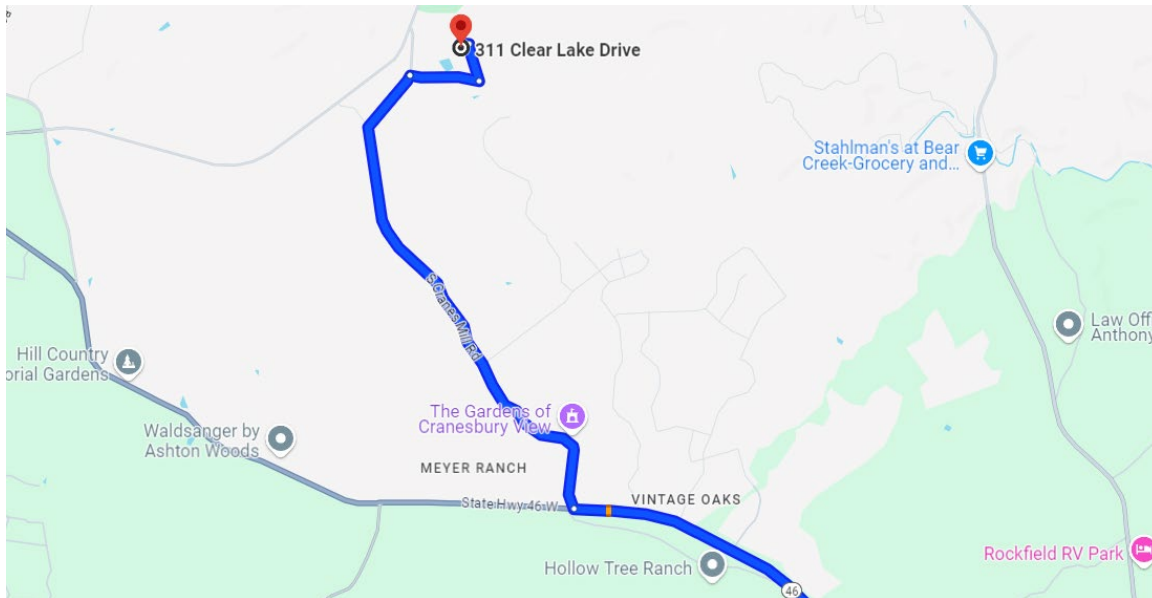 311 Clear Lake Drive
Stahlman's at Bear
Creek-Grocery and...
S Cranes Mill Rd
Law Off
Anthony
Hill Country
orial Gardens
The Gardens of
Cranesbury View
Waldsanger by
Ashton Woods
MEYER RANCH
State Hwy 46 W
VINTAGE OAKS
Rockfield RV Park
Hollow Tree Ranch
46